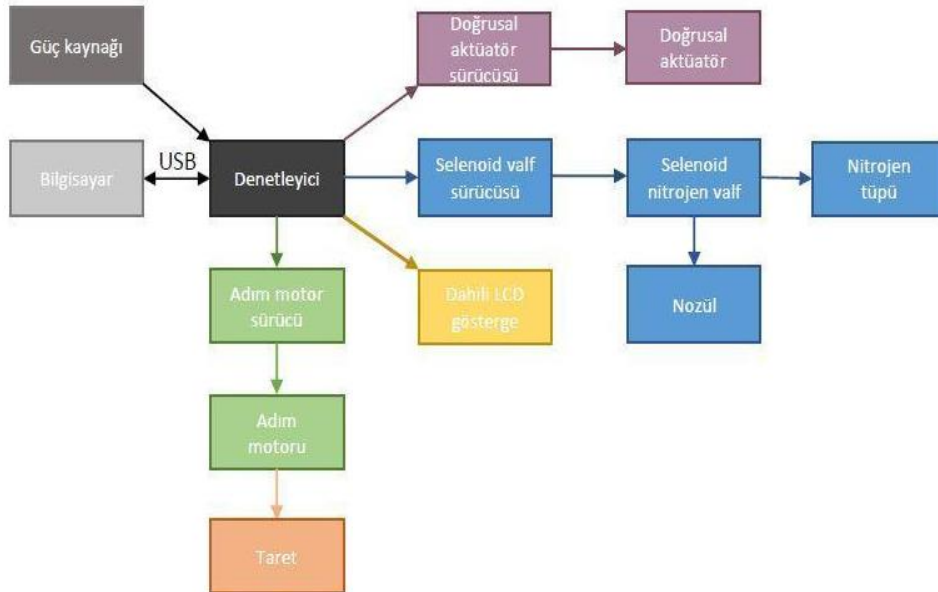 Güç kaynağı
Doğrusal
aktüatör
sürücüsü
Doğrusal
aktüatör
Bilgisayar
USB
Denetleyici
Selenoid valf
sürücüsü
Selenoid
nitrojen valf
Nitrojen
tüpü
Adım motor
sürücü
Dahili LCD
gösterge
Nozül
Adım
motoru
Taret